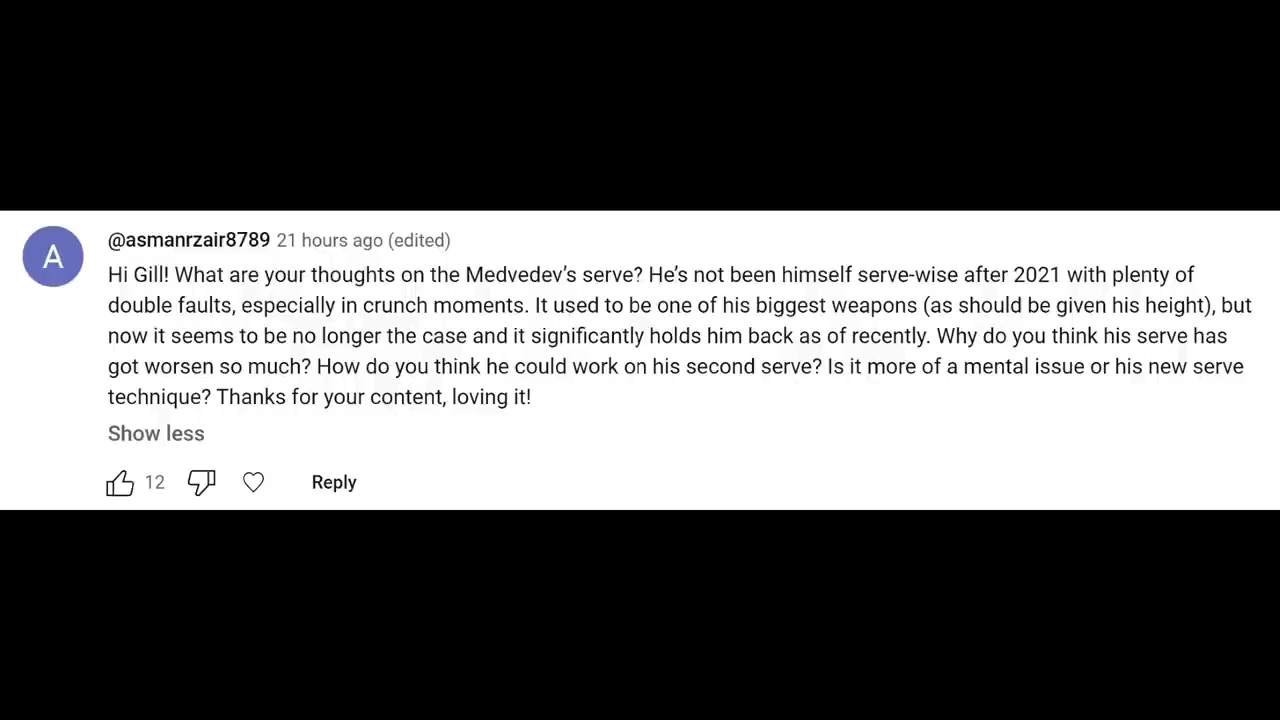 A
@asmanrzair8789 21 hours ago (edited)
Hi Gill! What are your thoughts on the Medvedev’s serve? He’s not been himself serve-wise after 2021 with plenty of
double faults, especially in crunch moments. It used to be one of his biggest weapons (as should be given his height), but
now it seems to be no longer the case and it significantly holds him back as of recently. Why do you think his serve has
got worsen so much? How do you think he could work on his second serve? Is it more of a mental issue or his new serve
technique? Thanks for your content, loving it!
Show less
12 Reply